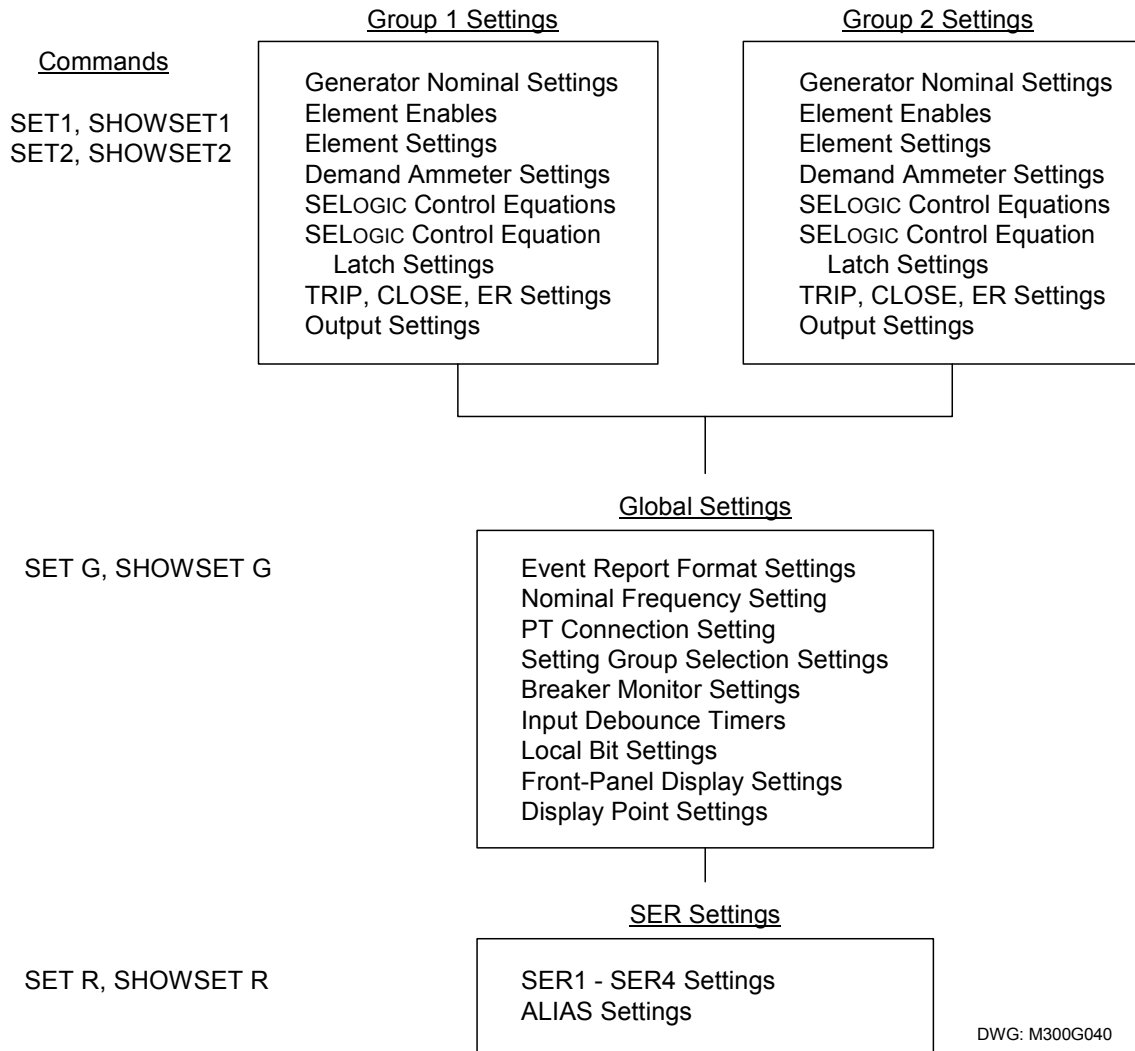 Group 1 Settings
Group 2 Settings
Commands
SET1, SHOWSET1
SET2, SHOWSET2
Generator Nominal Settings
Element Enables
Element Settings
Demand Ammeter Settings
SELOGIC Control Equations
SELOGIC Control Equation
Latch Settings
TRIP, CLOSE, ER Settings
Output Settings
Generator Nominal Settings
Element Enables
Element Settings
Demand Ammeter Settings
SELOGIC Control Equations
SELOGIC Control Equation
Latch Settings
TRIP, CLOSE, ER Settings
Output Settings
Global Settings
SET G, SHOWSET G
Event Report Format Settings
Nominal Frequency Setting
PT Connection Setting
Setting Group Selection Settings
Breaker Monitor Settings
Input Debounce Timers
Local Bit Settings
Front-Panel Display Settings
Display Point Settings
SER Settings
SET R, SHOWSET R
SER1 - SER4 Settings
ALIAS Settings
DWG: M300G040